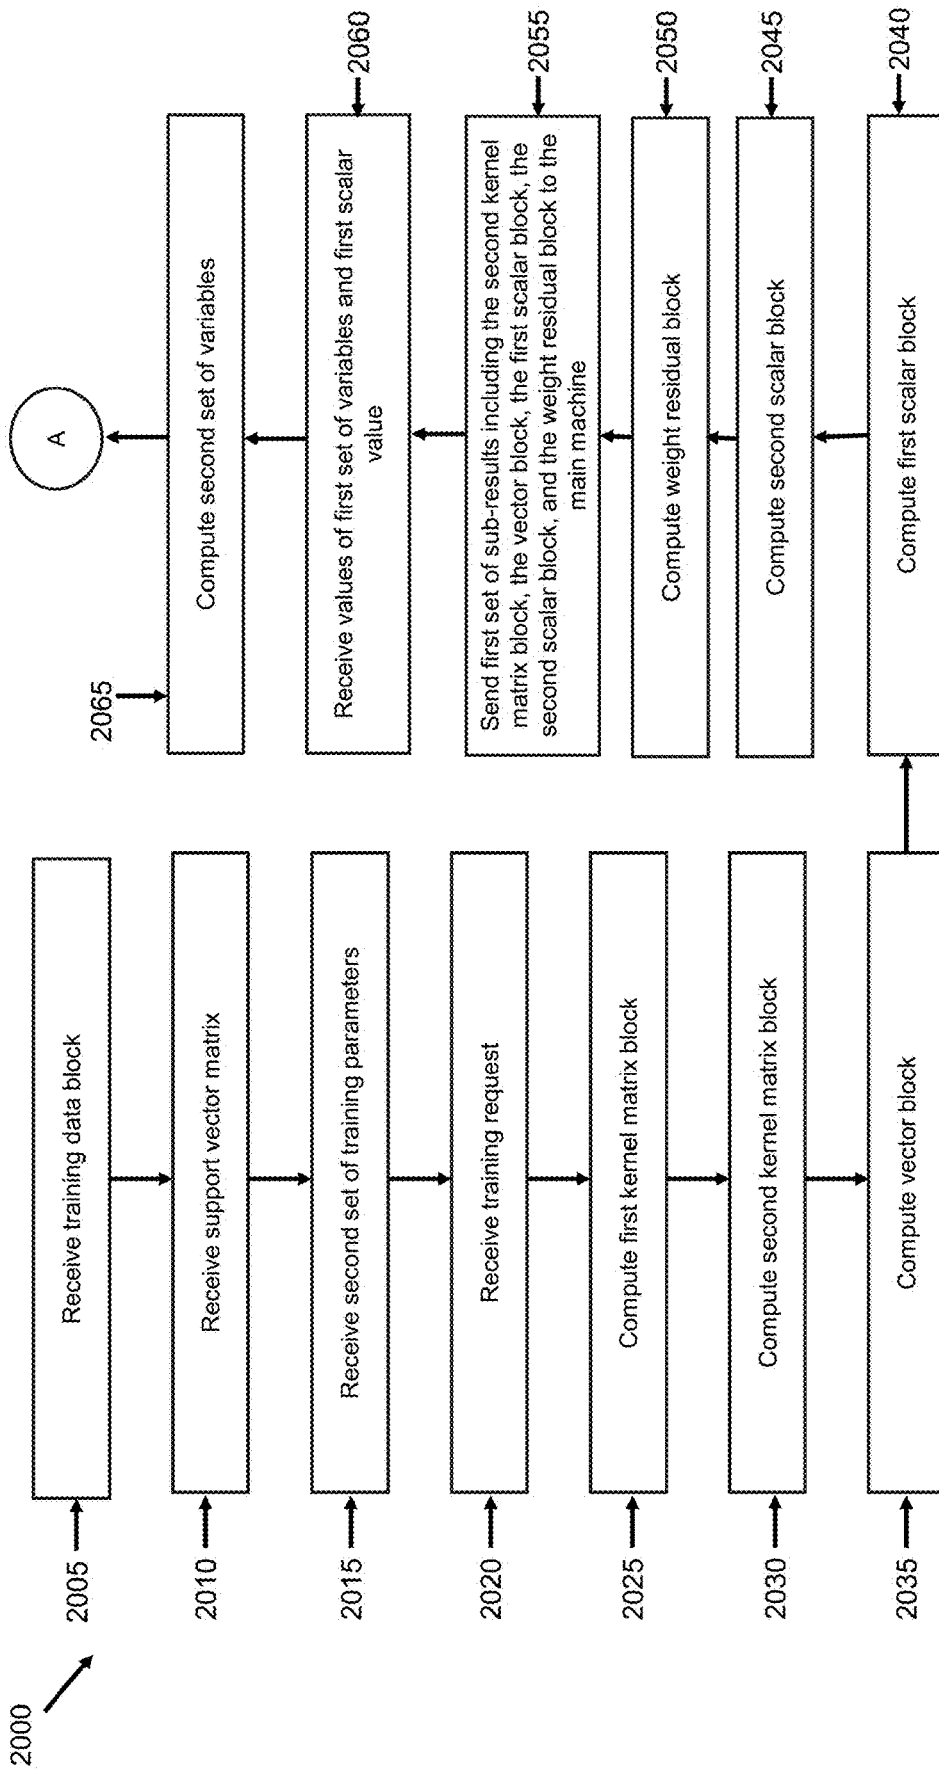 2000
2005
Receive training data block
2010
Receive support vector matrix
2015
Receive second set of training parameters
2020
Receive training request
2025
Compute first kernel matrix block
2030
Compute second kernel matrix block
2035
Compute vector block
Compute first scalar block
2040
Compute second scalar block
2045
Compute weight residual block
2050
Send first set of sub-results including the second kernel
matrix block, the vector block, the first scalar block, the
second scalar block, and the weight residual block to the
main machine
2055
Receive values of first set of variables and first scalar
value
2060
2065
Compute second set of variables
A